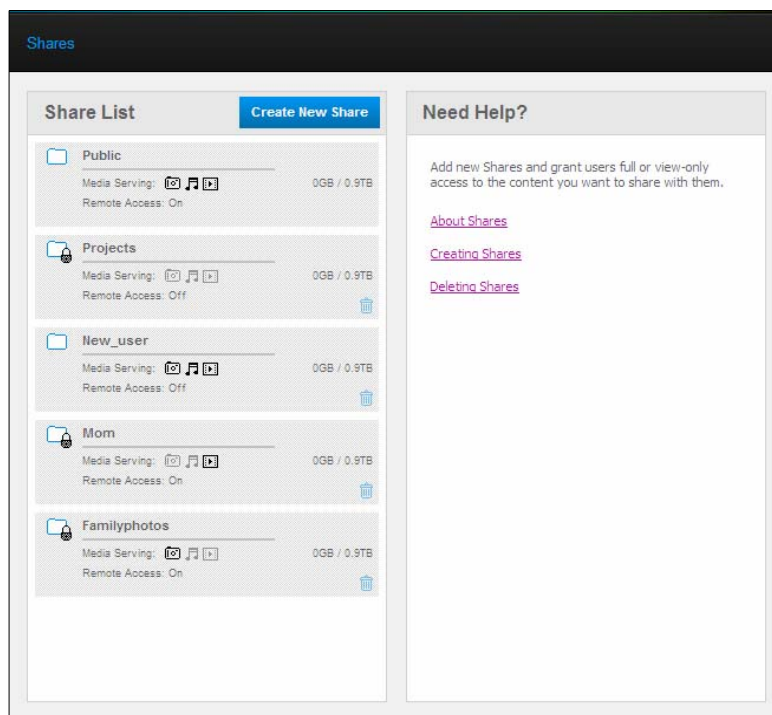 Shares
Share List
Create New Share
Public
Media Serving:
0GB / 0.9TB
Remote Access: On
Projects
Media Serving:
0GB / 0.9TB
Remote Access: Off
New_user
Media Serving:
0GB / 0.9TB
Remote Access: Off
Mom
Media Serving:
0GB / 0.9TB
Remote Access: On
Familyphotos
Media Serving:
0GB / 0.9TB
Remote Access: On
Need Help?
Add new Shares and grant users full or view-only
access to the content you want to share with them.
About Shares
Creating Shares
Deleting Shares